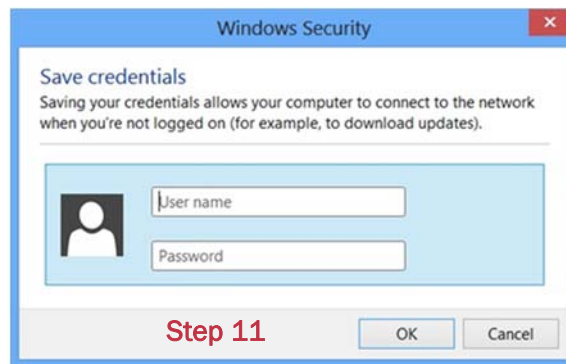 Windows Security
Save credentials
Saving your credentials allows your computer to connect to the network
when you're not logged on (for example, to download updates).
User name
Password
Step 11
OK
Cancel